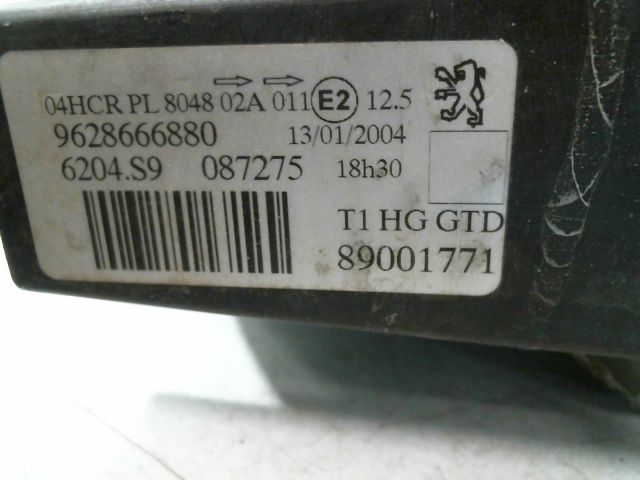 04HCR PL 8048 02A 011 E2 12.5
9628666880 13/01/2004
6204.S9 087275 18h30
T1 HG GTD
89001771